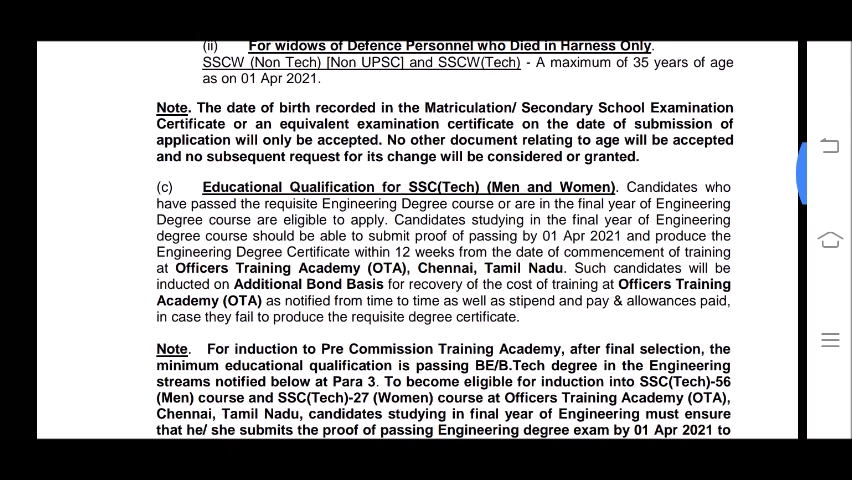 (ii) For widows of Defence Personnel who Died in Harness Only.
SSCW (Non Tech) [Non UPSC] and SSCW(Tech) - A maximum of 35 years of age
as on 01 Apr 2021.
Note. The date of birth recorded in the Matriculation/ Secondary School Examination
Certificate or an equivalent examination certificate on the date of submission of
application will only be accepted. No other document relating to age will be accepted
and no subsequent request for its change will be considered or granted.
(c) Educational Qualification for SSC(Tech) (Men and Women). Candidates who
have passed the requisite Engineering Degree course or are in the final year of Engineering
Degree course are eligible to apply. Candidates studying in the final year of Engineering
degree course should be able to submit proof of passing by 01 Apr 2021 and produce the
Engineering Degree Certificate within 12 weeks from the date of commencement of training
at Officers Training Academy (OTA), Chennai, Tamil Nadu. Such candidates will be
inducted on Additional Bond Basis for recovery of the cost of training at Officers Training
Academy (OTA) as notified from time to time as well as stipend and pay & allowances paid,
in case they fail to produce the requisite degree certificate.
Note. For induction to Pre Commission Training Academy, after final selection, the
minimum educational qualification is passing BE/B.Tech degree in the Engineering
streams notified below at Para 3. To become eligible for induction into SSC(Tech)-56
(Men) course and SSC(Tech)-27 (Women) course at Officers Training Academy (OTA),
Chennai, Tamil Nadu, candidates studying in final year of Engineering must ensure
that he/ she submits the proof of passing Engineering degree exam by 01 Apr 2021 to